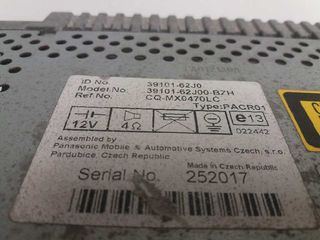 ID No. 39101-62J0
Model No. 39101-62J00-BZH
Ref.No. CQ-MX0470LC
Type:PACR01
12V 4Ω e13
022442
Assembled by
Panasonic Mobile & Automotive Systems Czech, s.r.o.
Pardubice, Czech Republic
Made in Czech Republic
Serial No. 252017